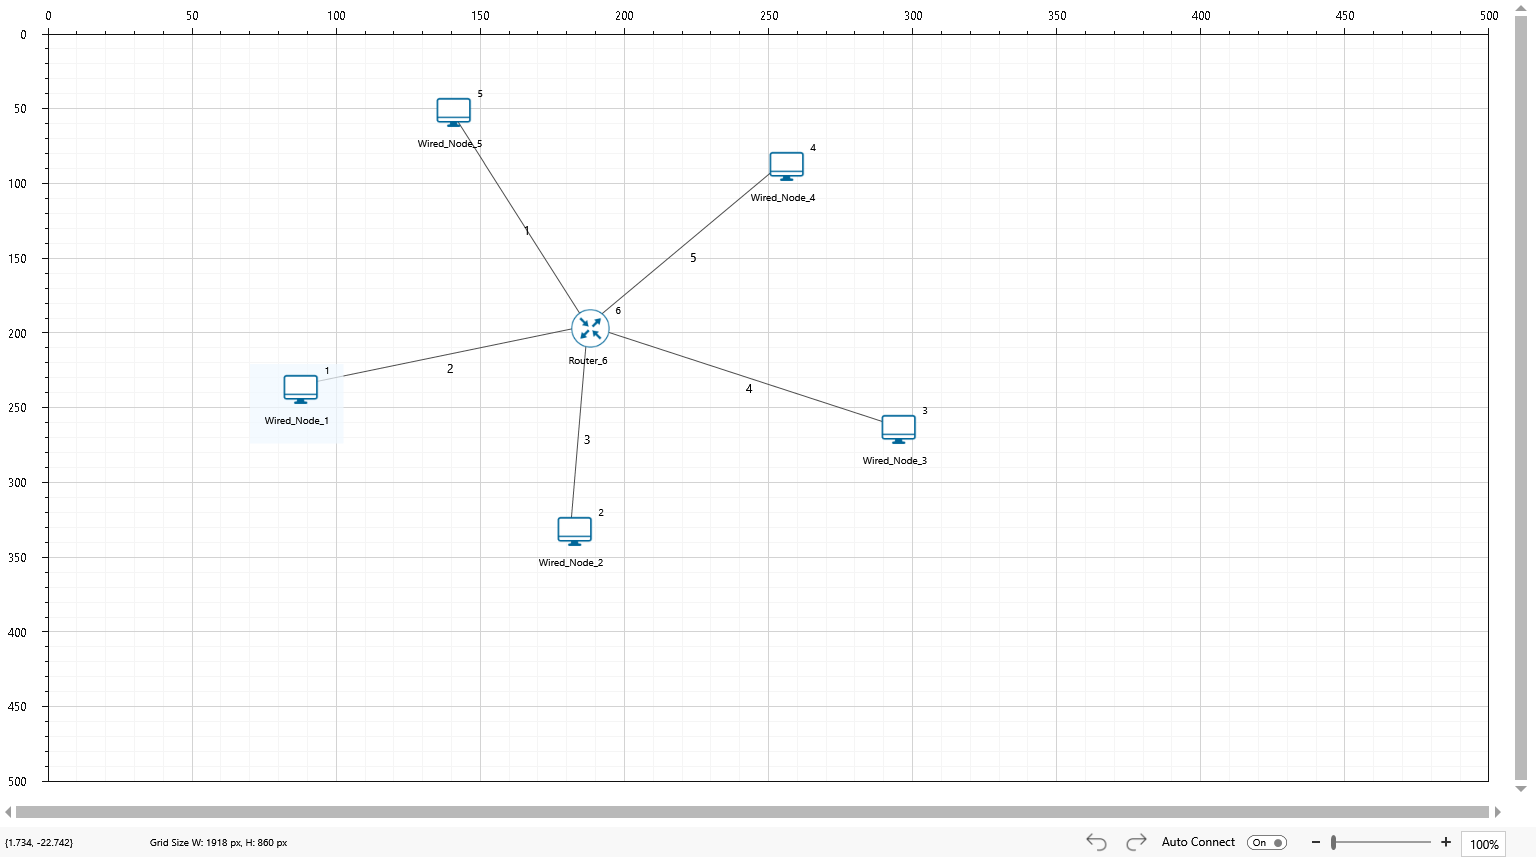 0 50 100 150 200 250 300 350 400 450 500
0
50
100
150
200
250
300
350
400
450
500
5
Wired_Node_5
4
Wired_Node_4
1
5
6
Router_6
2
1
Wired_Node_1
4
3
Wired_Node_3
3
2
Wired_Node_2
{1.734, -22.742} Grid Size W: 1918 px, H: 860 px Auto Connect On 100%